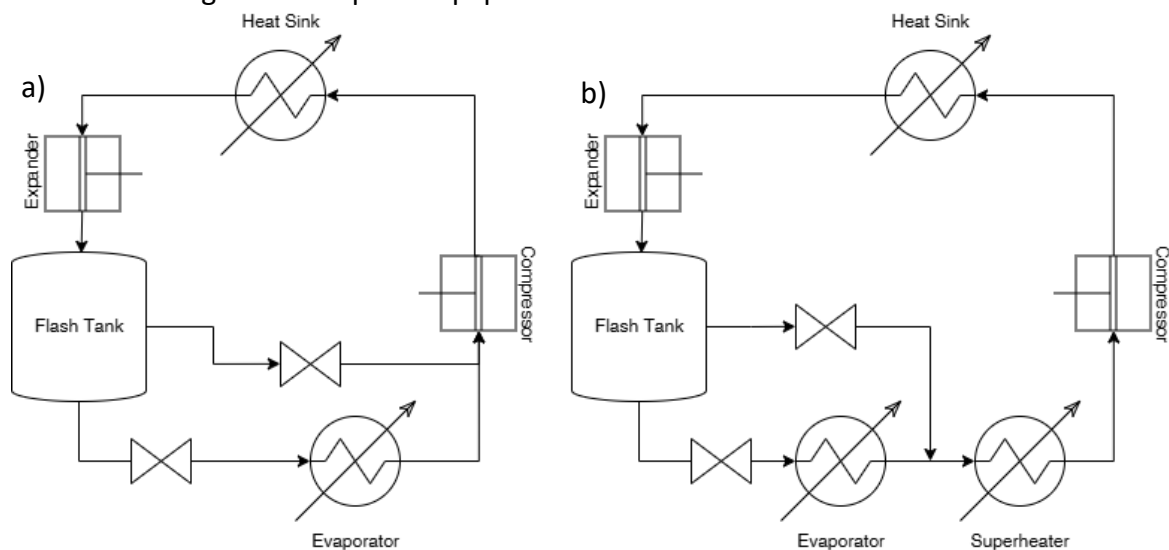 Heat Sink
a)
Expander
Flash Tank
Compressor
Evaporator
Heat Sink
b)
Expander
Flash Tank
Compressor
Evaporator
Superheater